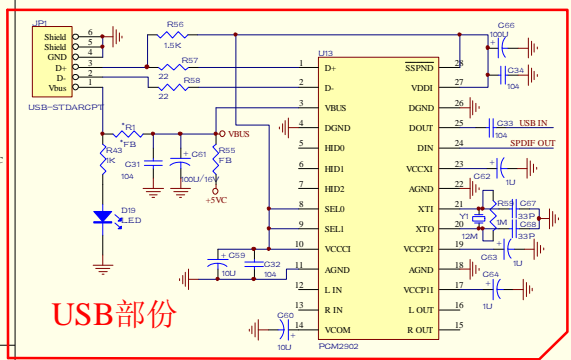 JP1
Shield 6
Shield 5
GND 4
D+ 3
D- 2
Vbus 1
USB-STDARCPT
R56
1.5K
R57
22
R58
22
*R1
*FB
VBUS
R43
1K
C31
104
C61
100U/16V
R55
FB
+5VC
D19
LED
C59
10U
C32
104
C60
10U
U13
1 D+
2 D-
3 VBUS
4 DGND
5 HID0
6 HID1
7 HID2
8 SEL0
9 SEL1
10 VCCCI
11 AGND
12 L IN
13 R IN
14 VCOM
SSPND 28
VDDI 27
DGND 26
DOUT 25
DIN 24
VCCXI 23
AGND 22
XTI 21
XTO 20
VCCP2I 19
AGND 18
VCCP1I 17
L OUT 16
R OUT 15
PCM2902
C66
100U
C34
104
C33
104
USB IN
SPDIF OUT
C62
1U
Y1
12M
R59
1M
C67
33P
C68
33P
C63
1U
C64
1U
USB部份